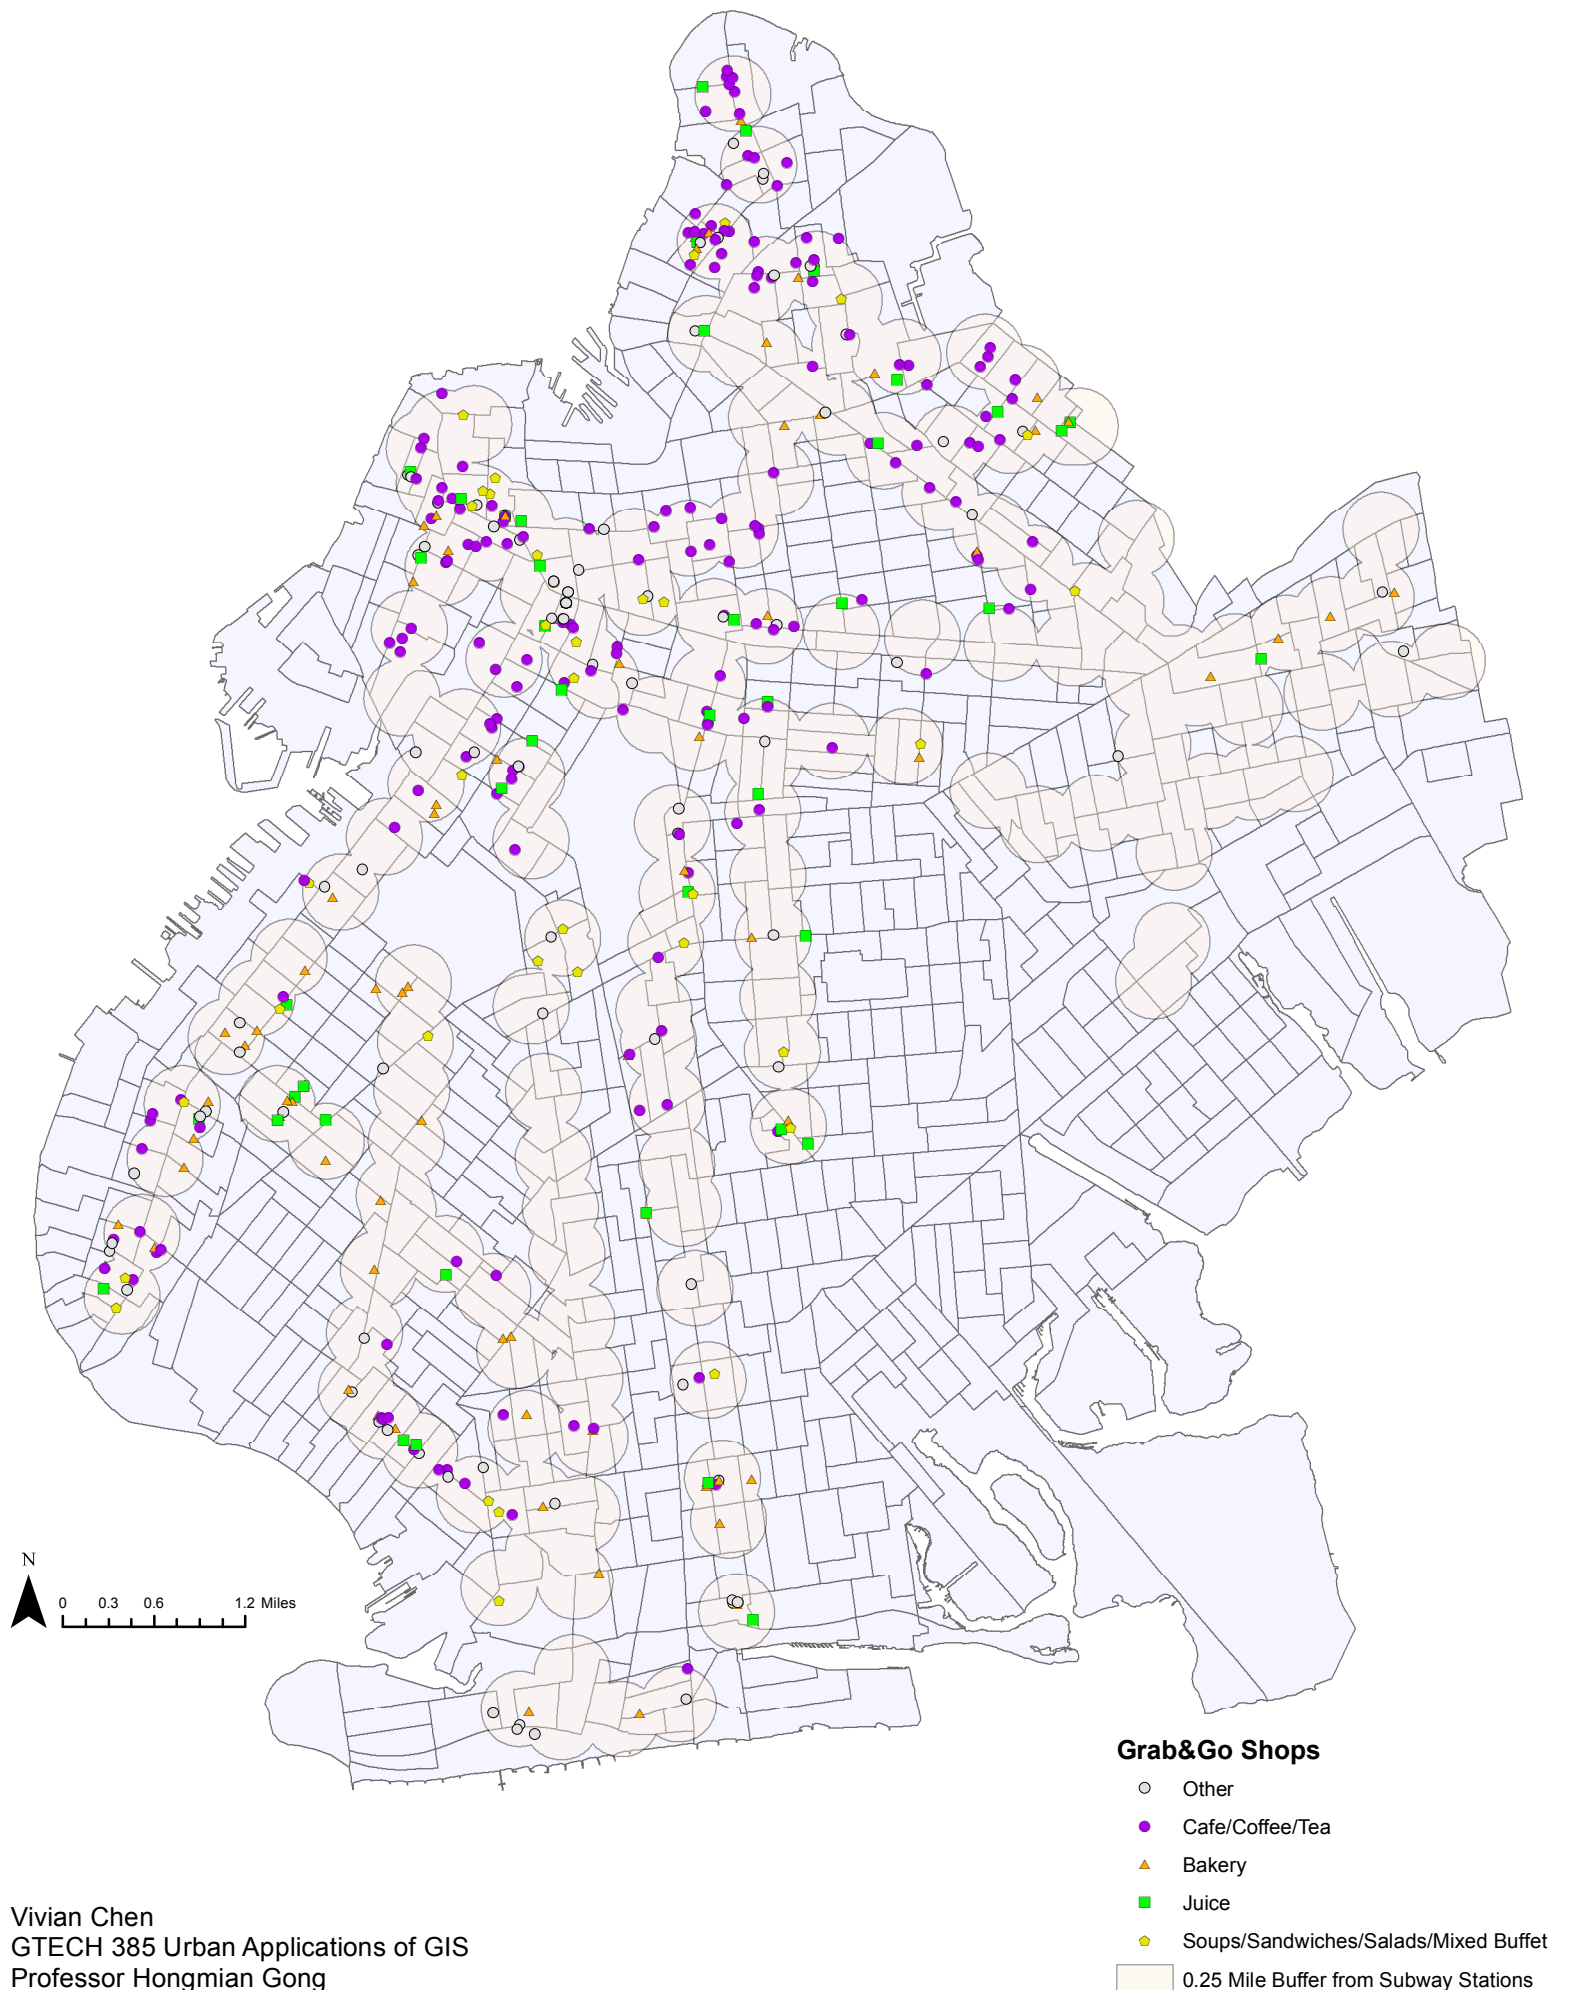 N
0 0.3 0.6 1.2 Miles
Grab&Go Shops
Other
Cafe/Coffee/Tea
Bakery
Juice
Soups/Sandwiches/Salads/Mixed Buffet
0.25 Mile Buffer from Subway Stations
Vivian Chen
GTECH 385 Urban Applications of GIS
Professor Hongmian Gong